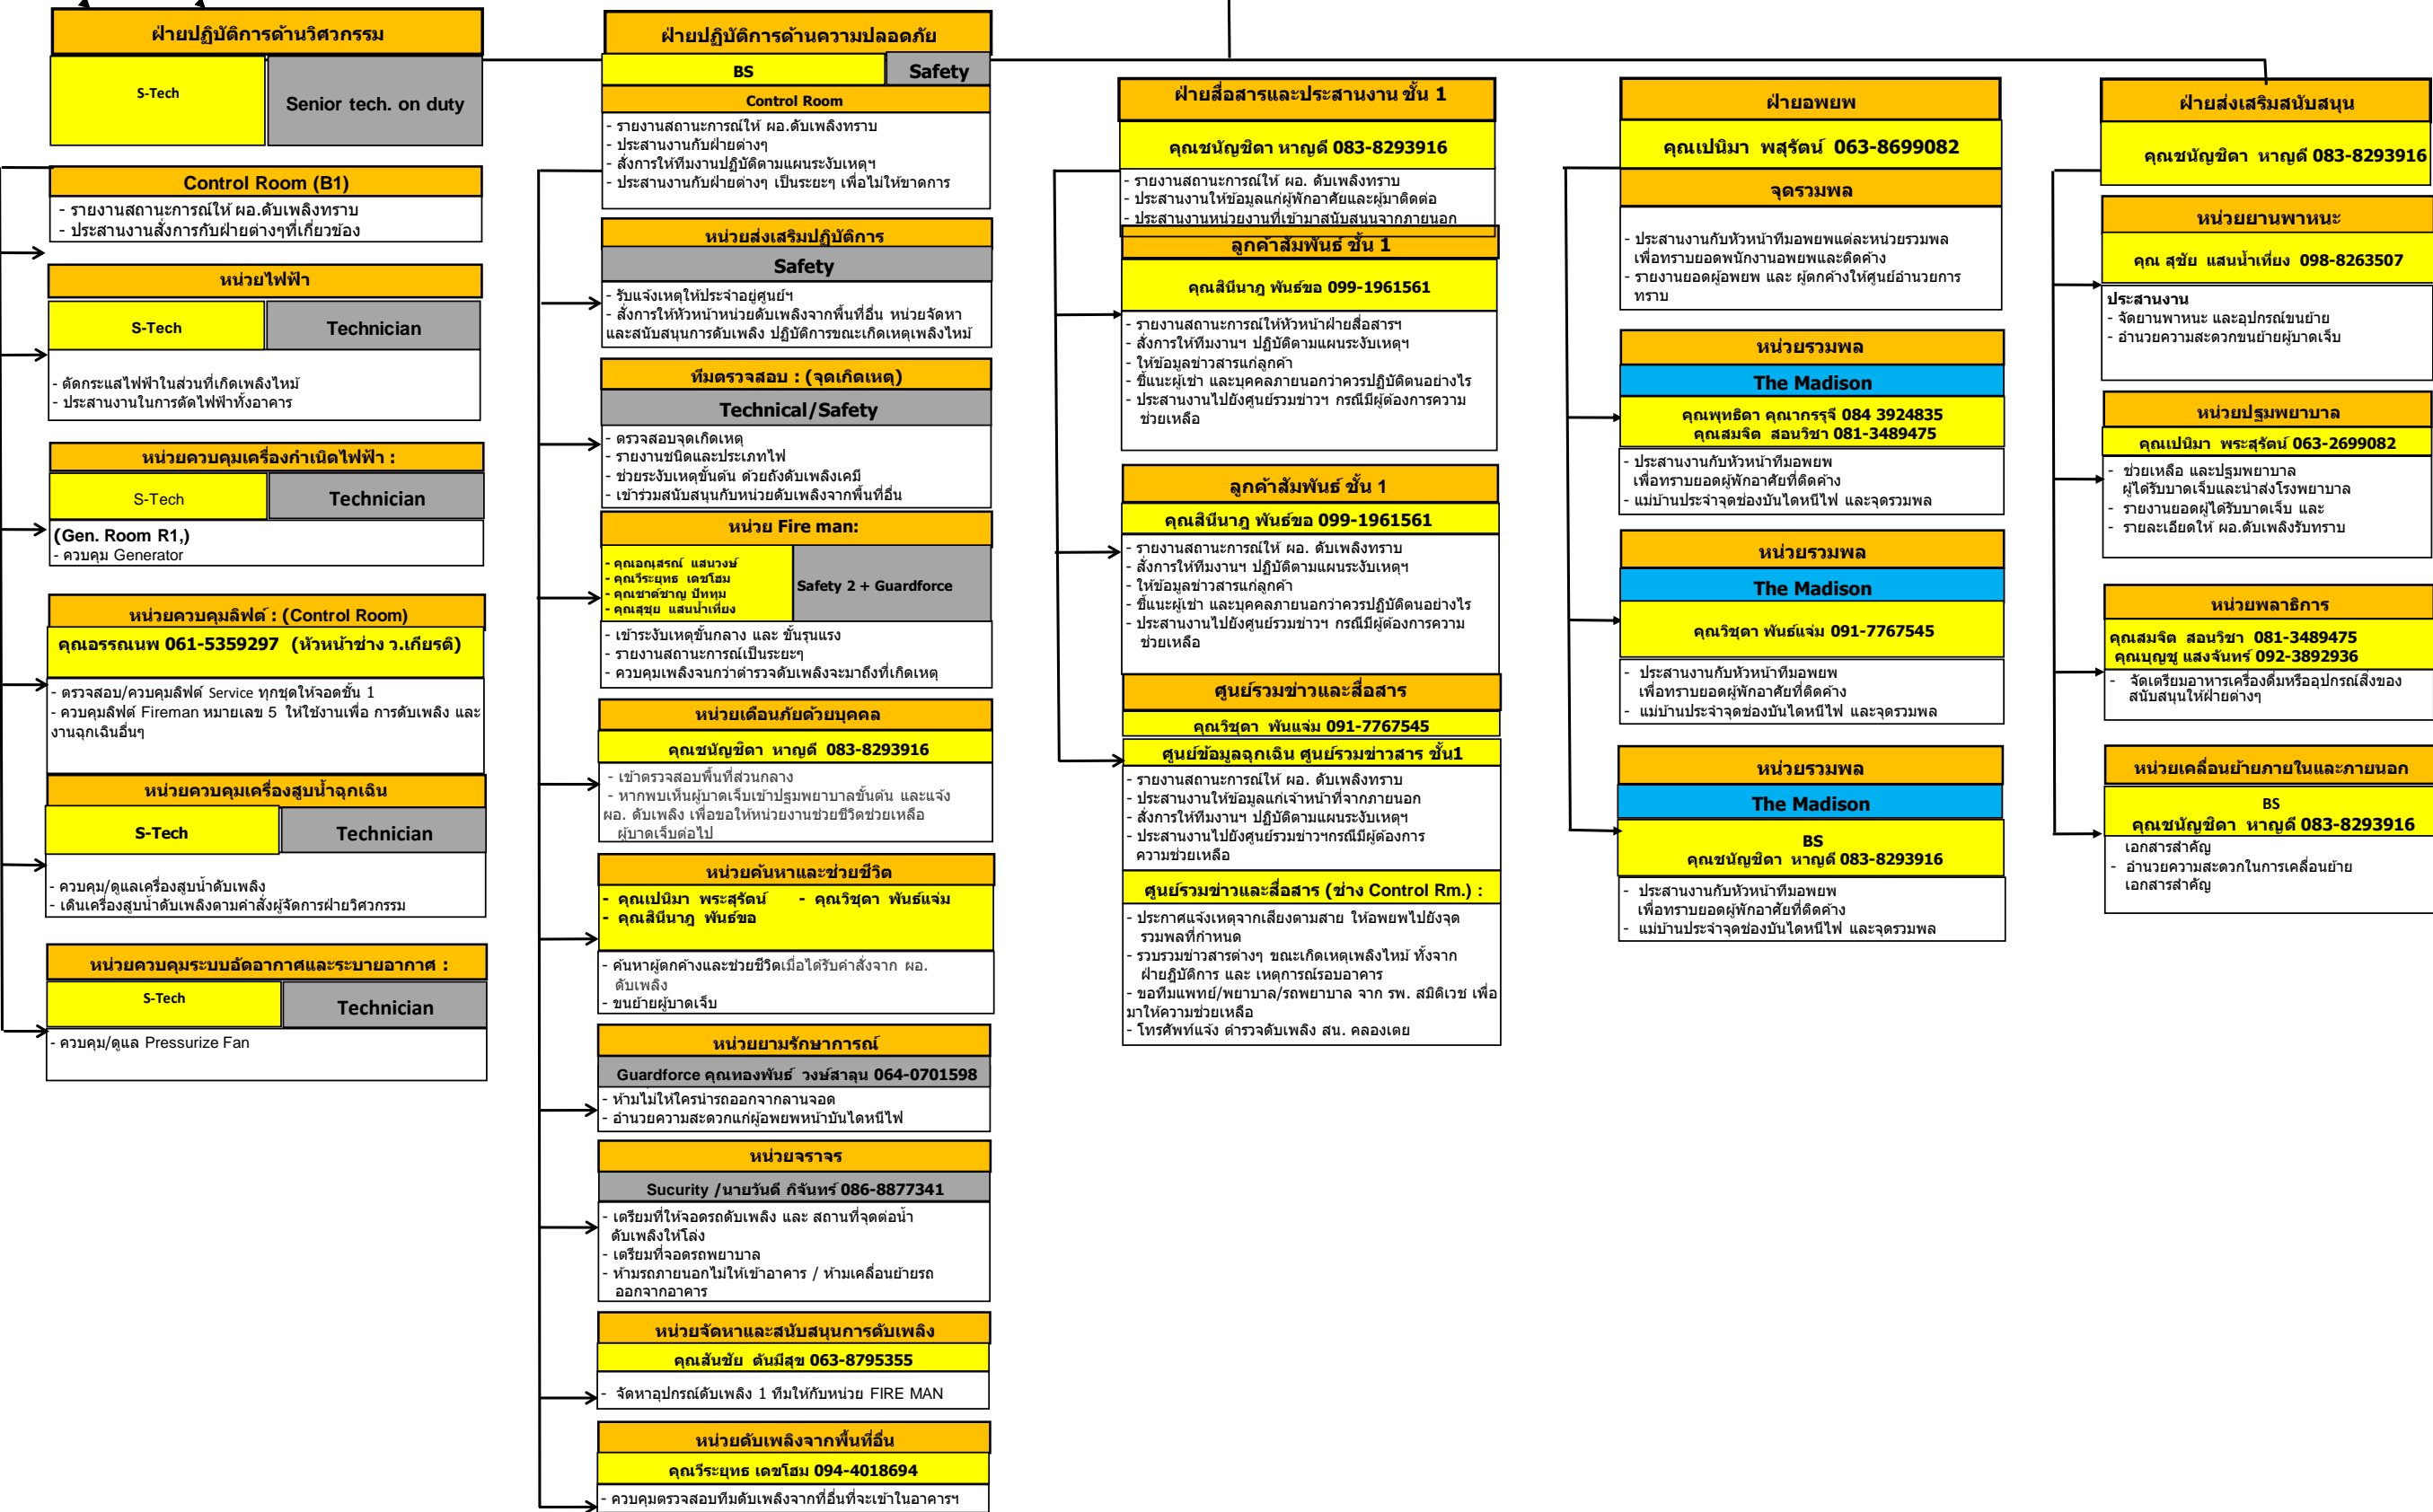 ฝ่ายปฏิบัติการด้านวิศวกรรม
S-Tech
Senior tech. on duty
Control Room (B1)
- รายงานสถานะการณ์ให้ ผอ.ดับเพลิงทราบ
- ประสานงานสั่งการกับฝ่ายต่างๆที่เกี่ยวข้อง
หน่วยไฟฟ้า
S-Tech
Technician
- ตัดกระแสไฟฟ้าในส่วนที่เกิดเพลิงไหม้
- ประสานงานในการตัดไฟฟ้าทั้งอาคาร
หน่วยควบคุมเครื่องกำเนิดไฟฟ้า :
S-Tech
Technician
(Gen. Room R1,)
- ควบคุม Generator
หน่วยควบคุมลิฟต์ : (Control Room)
คุณอรรณนพ 061-5359297 (หัวหน้าช่าง ว.เกียรติ)
- ตรวจสอบ/ควบคุมลิฟต์ Service ทุกชุดให้จอดชั้น 1
- ควบคุมลิฟต์ Fireman หมายเลข 5 ให้ใช้งานเพื่อ การดับเพลิง และ
งานฉุกเฉินอื่นๆ
หน่วยควบคุมเครื่องสูบน้ำฉุกเฉิน
S-Tech
Technician
- ควบคุม/ดูแลเครื่องสูบน้ำดับเพลิง
- เดินเครื่องสูบน้ำดับเพลิงตามคำสั่งผู้จัดการฝ่ายวิศวกรรม
หน่วยควบคุมระบบอัดอากาศและระบายอากาศ :
S-Tech
Technician
- ควบคุม/ดูแล Pressurize Fan
ฝ่ายปฏิบัติการด้านความปลอดภัย
BS
Safety
Control Room
- รายงานสถานะการณ์ให้ ผอ.ดับเพลิงทราบ
- ประสานงานกับฝ่ายต่างๆ
- สั่งการให้ทีมงานปฏิบัติตามแผนระงับเหตุฯ
- ประสานงานกับฝ่ายต่างๆ เป็นระยะๆ เพื่อไม่ให้ขาดการ
หน่วยส่งเสริมปฏิบัติการ
Safety
- รับแจ้งเหตุให้ประจำอยู่ศูนย์ฯ
- สั่งการให้หัวหน้าหน่วยดับเพลิงจากพื้นที่อื่น หน่วยจัดหา
และสนับสนุนการดับเพลิง ปฏิบัติการขณะเกิดเหตุเพลิงไหม้
ทีมตรวจสอบ : (จุดเกิดเหตุ)
Technical/Safety
- ตรวจสอบจุดเกิดเหตุ
- รายงานชนิดและประเภทไฟ
- ช่วยระงับเหตุขั้นต้น ด้วยถังดับเพลิงเคมี
- เข้าร่วมสนับสนุนกับหน่วยดับเพลิงจากพื้นที่อื่น
หน่วย Fire man:
- คุณอณุสรณ์ แสนวงษ์
- คุณวีระยุทธ เดชโฮม
- คุณชาต์ชาญ ปัททุม
- คุณสุชุย แสนน้ำเที่ยง
Safety 2 + Guardforce
- เข้าระงับเหตุขั้นกลาง และ ขั้นรุนแรง
- รายงานสถานะการณ์เป็นระยะๆ
- ควบคุมเพลิงจนกว่าตำรวจดับเพลิงจะมาถึงที่เกิดเหตุ
หน่วยเตือนภัยด้วยบุคคล
คุณชนัญชิดา หาญดี 083-8293916
- เข้าตรวจสอบพื้นที่ส่วนกลาง
- หากพบเห็นผู้บาดเจ็บเข้าปฐมพยาบาลขั้นต้น และแจ้ง
ผอ. ดับเพลิง เพื่อขอให้หน่วยงานช่วยชีวิตช่วยเหลือ
ผู้บาดเจ็บต่อไป
หน่วยค้นหาและช่วยชีวิต
- คุณเปนิมา พระสุรัตน์ - คุณวิชุดา พันธ์แจ่ม
- คุณสินีนาฎ พันธ์ขอ
- ค้นหาผู้ตกค้างและช่วยชีวิตเมื่อได้รับคำสั่งจาก ผอ.
ดับเพลิง
- ขนย้ายผู้บาดเจ็บ
หน่วยยามรักษาการณ์
Guardforce คุณทองพันธ์ วงษ์สาลุน 064-0701598
- ห้ามไม่ให้ใครนำรถออกจากลานจอด
- อำนวยความสะดวกแก่ผู้อพยพหน้าบันไดหนีไฟ
หน่วยจราจร
Sucurity /นายวันดี กิจันทร์ 086-8877341
- เตรียมที่ให้จอดรถดับเพลิง และ สถานที่จุดต่อน้ำ
ดับเพลิงให้โล่ง
- เตรียมที่จอดรถพยาบาล
- ห้ามรถภายนอกไม่ให้เข้าอาคาร / ห้ามเคลื่อนย้ายรถ
ออกจากอาคาร
หน่วยจัดหาและสนับสนุนการดับเพลิง
คุณสันชัย ตันมีสุข 063-8795355
- จัดหาอุปกรณ์ดับเพลิง 1 ทีมให้กับหน่วย FIRE MAN
หน่วยดับเพลิงจากพื้นที่อื่น
คุณวีระยุทธ เดชโฮม 094-4018694
- ควบคุมตรวจสอบทีมดับเพลิงจากที่อื่นที่จะเข้าในอาคารฯ
ฝ่ายสื่อสารและประสานงาน ชั้น 1
คุณชนัญชิดา หาญดี 083-8293916
- รายงานสถานะการณ์ให้ ผอ. ดับเพลิงทราบ
- ประสานงานให้ข้อมูลแก่ผู้พักอาศัยและผู้มาติดต่อ
- ประสานงานหน่วยงานที่เข้ามาสนับสนุนจากภายนอก
ลูกค้าสัมพันธ์ ชั้น 1
คุณสินีนาฎ พันธ์ขอ 099-1961561
- รายงานสถานะการณ์ให้หัวหน้าฝ่ายสื่อสารฯ
- สั่งการให้ทีมงานฯ ปฏิบัติตามแผนระงับเหตุฯ
- ให้ข้อมูลข่าวสารแก่ลูกค้า
- ชี้แนะผู้เช่า และบุคคลภายนอกว่าควรปฏิบัติตนอย่างไร
- ประสานงานไปยังศูนย์รวมข่าวฯ กรณีมีผู้ต้องการความ
ช่วยเหลือ
ลูกค้าสัมพันธ์ ชั้น 1
คุณสินีนาฎ พันธ์ขอ 099-1961561
- รายงานสถานะการณ์ให้ ผอ. ดับเพลิงทราบ
- สั่งการให้ทีมงานฯ ปฏิบัติตามแผนระงับเหตุฯ
- ให้ข้อมูลข่าวสารแก่ลูกค้า
- ชี้แนะผู้เช่า และบุคคลภายนอกว่าควรปฏิบัติตนอย่างไร
- ประสานงานไปยังศูนย์รวมข่าวฯ กรณีมีผู้ต้องการความ
ช่วยเหลือ
ศูนย์รวมข่าวและสื่อสาร
คุณวิชุดา พันแจ่ม 091-7767545
ศูนย์ข้อมูลฉุกเฉิน ศูนย์รวมข่าวสาร ชั้น1
- รายงานสถานะการณ์ให้ ผอ. ดับเพลิงทราบ
- ประสานงานให้ข้อมูลแก่เจ้าหน้าที่จากภายนอก
- สั่งการให้ทีมงานฯ ปฏิบัติตามแผนระงับเหตุฯ
- ประสานงานไปยังศูนย์รวมข่าวฯกรณีมีผู้ต้องการ
ความช่วยเหลือ
ศูนย์รวมข่าวและสื่อสาร (ช่าง Control Rm.) :
- ประกาศแจ้งเหตุจากเสียงตามสาย ให้อพยพไปยังจุด
รวมพลที่กำหนด
- รวบรวมข่าวสารต่างๆ ขณะเกิดเหตุเพลิงไหม้ ทั้งจาก
ฝ่ายฏิบัติการ และ เหตุการณ์รอบอาคาร
- ขอทีมแพทย์/พยาบาล/รถพยาบาล จาก รพ. สมิติเวช เพื่อ
มาให้ความช่วยเหลือ
- โทรศัพท์แจ้ง ตำรวจดับเพลิง สน. คลองเตย
ฝ่ายอพยพ
คุณเปนิมา พสุรัตน์ 063-8699082
จุดรวมพล
- ประสานงานกับหัวหน้าทีมอพยพแต่ละหน่วยรวมพล
เพื่อทราบยอดพนักงานอพยพและติดค้าง
- รายงานยอดผู้อพยพ และ ผู้ตกค้างให้ศูนย์อำนวยการ
ทราบ
หน่วยรวมพล
The Madison
คุณพุทธิดา คุณากรรุจี 084 3924835
คุณสมจิต สอนวิชา 081-3489475
- ประสานงานกับหัวหน้าทีมอพยพ
เพื่อทราบยอดผู้พักอาศัยที่ติดค้าง
- แม่บ้านประจำจุดช่องบันไดหนีไฟ และจุดรวมพล
หน่วยรวมพล
The Madison
คุณวิชุดา พันธ์แจ่ม 091-7767545
- ประสานงานกับหัวหน้าทีมอพยพ
เพื่อทราบยอดผู้พักอาศัยที่ติดค้าง
- แม่บ้านประจำจุดช่องบันไดหนีไฟ และจุดรวมพล
หน่วยรวมพล
The Madison
BS
คุณชนัญชิดา หาญดี 083-8293916
- ประสานงานกับหัวหน้าทีมอพยพ
เพื่อทราบยอดผู้พักอาศัยที่ติดค้าง
- แม่บ้านประจำจุดช่องบันไดหนีไฟ และจุดรวมพล
ฝ่ายส่งเสริมสนับสนุน
คุณชนัญชิดา หาญดี 083-8293916
หน่วยยานพาหนะ
คุณ สุชัย แสนน้ำเที่ยง 098-8263507
ประสานงาน
- จัดยานพาหนะ และอุปกรณ์ขนย้าย
- อำนวยความสะดวกขนย้ายผู้บาดเจ็บ
หน่วยปฐมพยาบาล
คุณเปนิมา พระสุรัตน์ 063-2699082
- ช่วยเหลือ และปฐมพยาบาล
ผู้ได้รับบาดเจ็บและนำส่งโรงพยาบาล
- รายงานยอดผู้ได้รับบาดเจ็บ และ
- รายละเอียดให้ ผอ.ดับเพลิงรับทราบ
หน่วยพลาธิการ
คุณสมจิต สอนวิชา 081-3489475
คุณบุญชู แสงจันทร์ 092-3892936
- จัดเตรียมอาหารเครื่องดื่มหรืออุปกรณ์สิ่งของ
สนับสนุนให้ฝ่ายต่างๆ
หน่วยเคลื่อนย้ายภายในและภายนอก
BS
คุณชนัญชิดา หาญดี 083-8293916
เอกสารสำคัญ
- อำนวยความสะดวกในการเคลื่อนย้าย
เอกสารสำคัญ